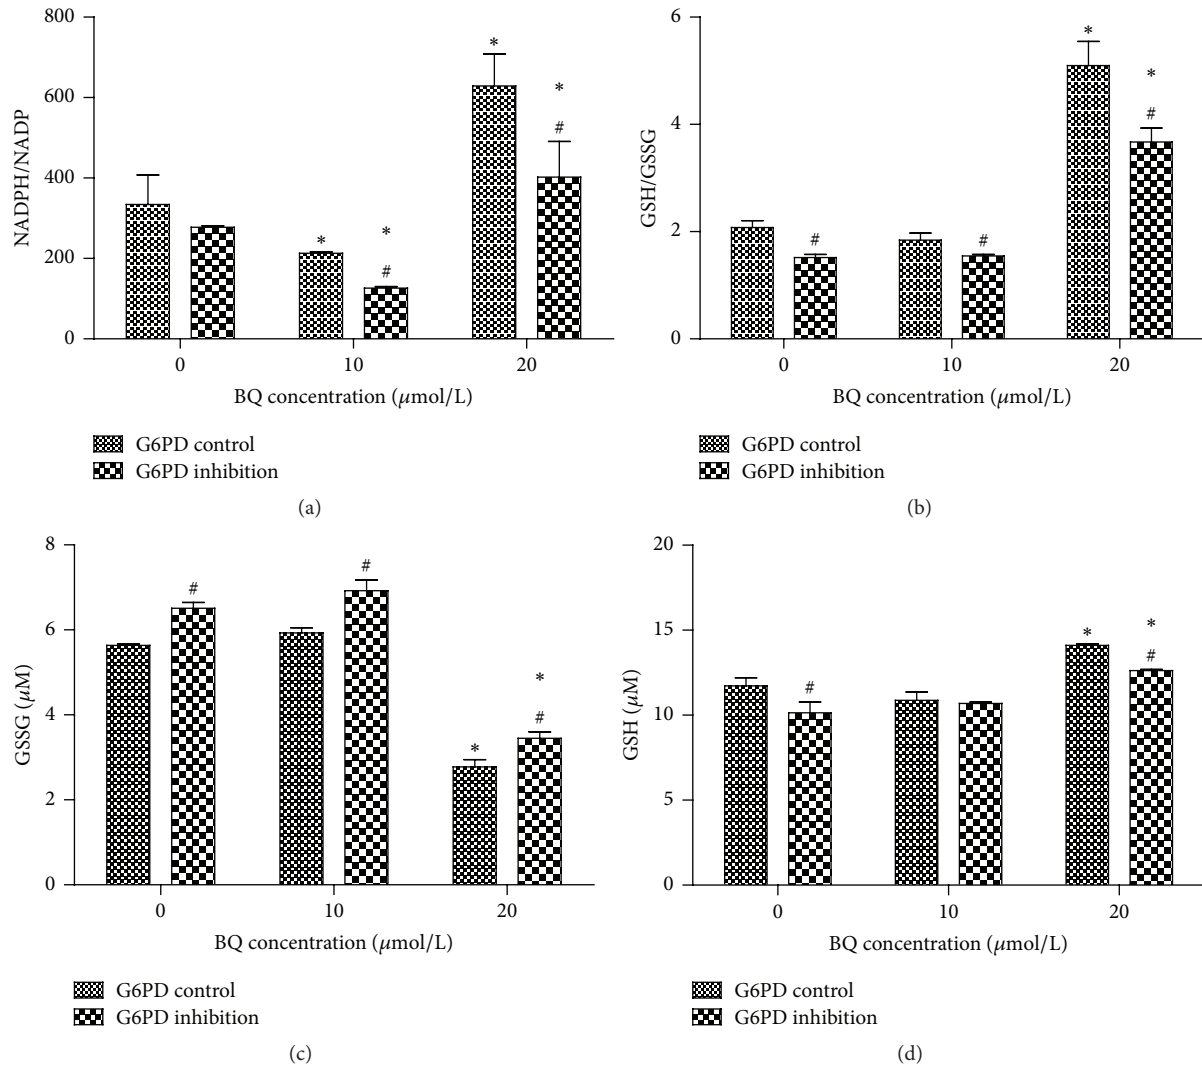 800
600
400
200
0
NADPH/NADP
*
*
#
*
*
#
0
10
20
BQ concentration (μmol/L)
G6PD control
G6PD inhibition
(a)
6
4
2
0
GSH/GSSG
#
#
*
*
#
0
10
20
BQ concentration (μmol/L)
G6PD control
G6PD inhibition
(b)
8
6
4
2
0
GSSG (μM)
#
#
*
*
#
0
10
20
BQ concentration (μmol/L)
G6PD control
G6PD inhibition
(c)
20
15
10
5
0
GSH (μM)
#
*
*
#
0
10
20
BQ concentration (μmol/L)
G6PD control
G6PD inhibition
(d)